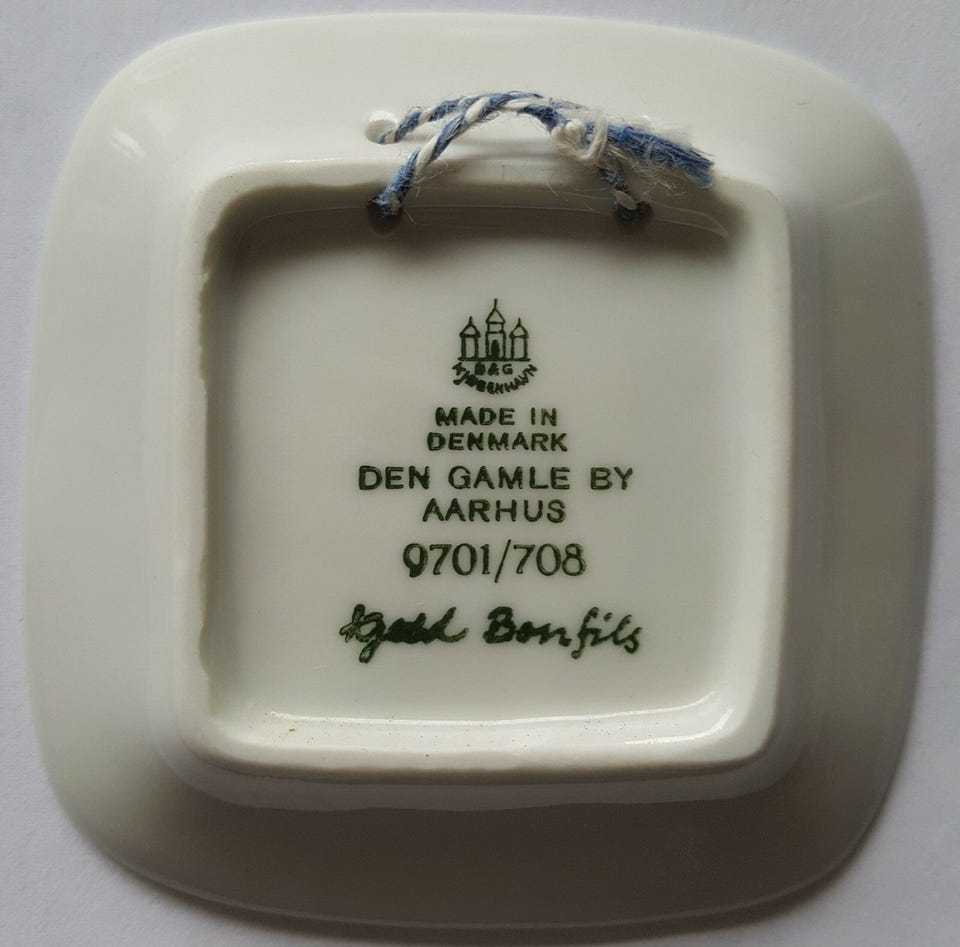 B&G
KJØBENHAVN
MADE IN
DENMARK
DEN GAMLE BY
AARHUS
9701/708
Kjeld Bonfils